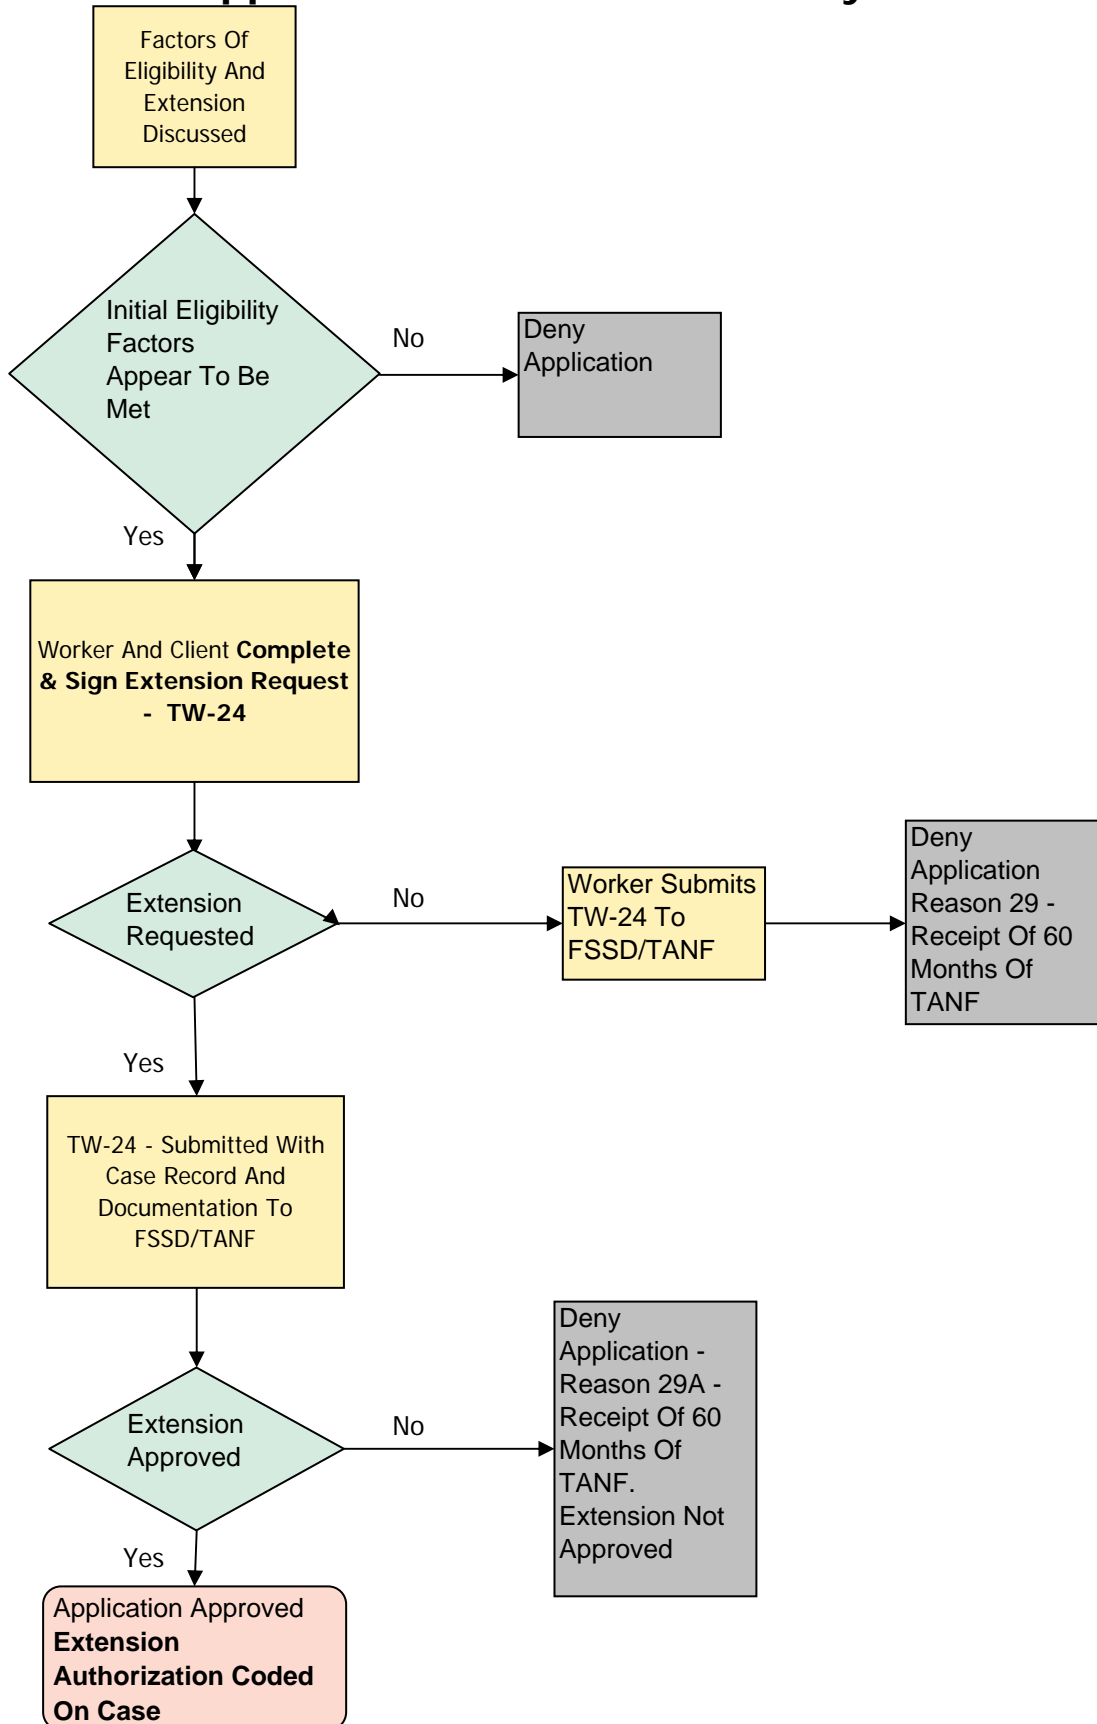 Factors Of
Eligibility And
Extension
Discussed
Initial Eligibility
Factors
Appear To Be
Met
No
Deny
Application
Yes
Worker And Client Complete
& Sign Extension Request
- TW-24
Extension
Requested
No
Worker Submits
TW-24 To
FSSD/TANF
Deny
Application
Reason 29 -
Receipt Of 60
Months Of
TANF
Yes
TW-24 - Submitted With
Case Record And
Documentation To
FSSD/TANF
Extension
Approved
No
Deny
Application -
Reason 29A -
Receipt Of 60
Months Of
TANF.
Extension Not
Approved
Yes
Application Approved
Extension
Authorization Coded
On Case